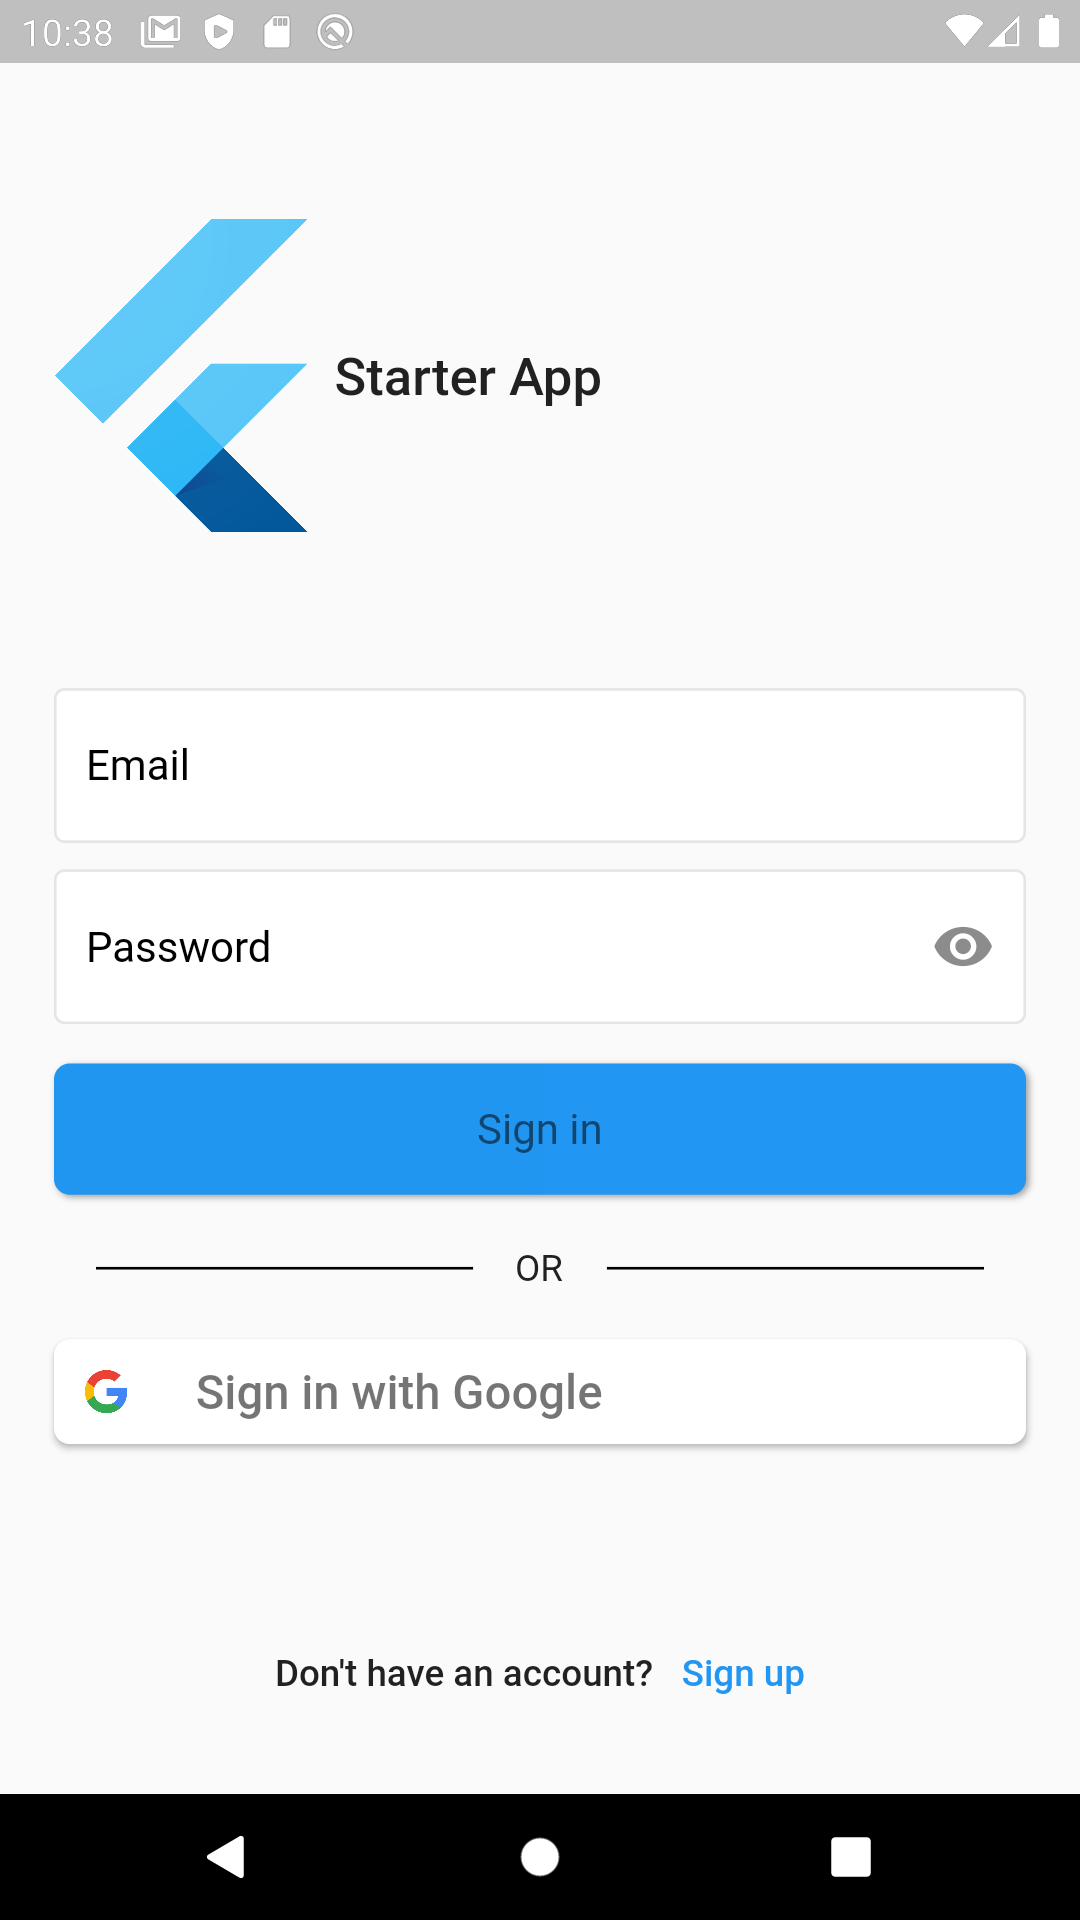 10:38
Starter App
Email
Password
Sign in
OR
Sign in with Google
Don't have an account? Sign up